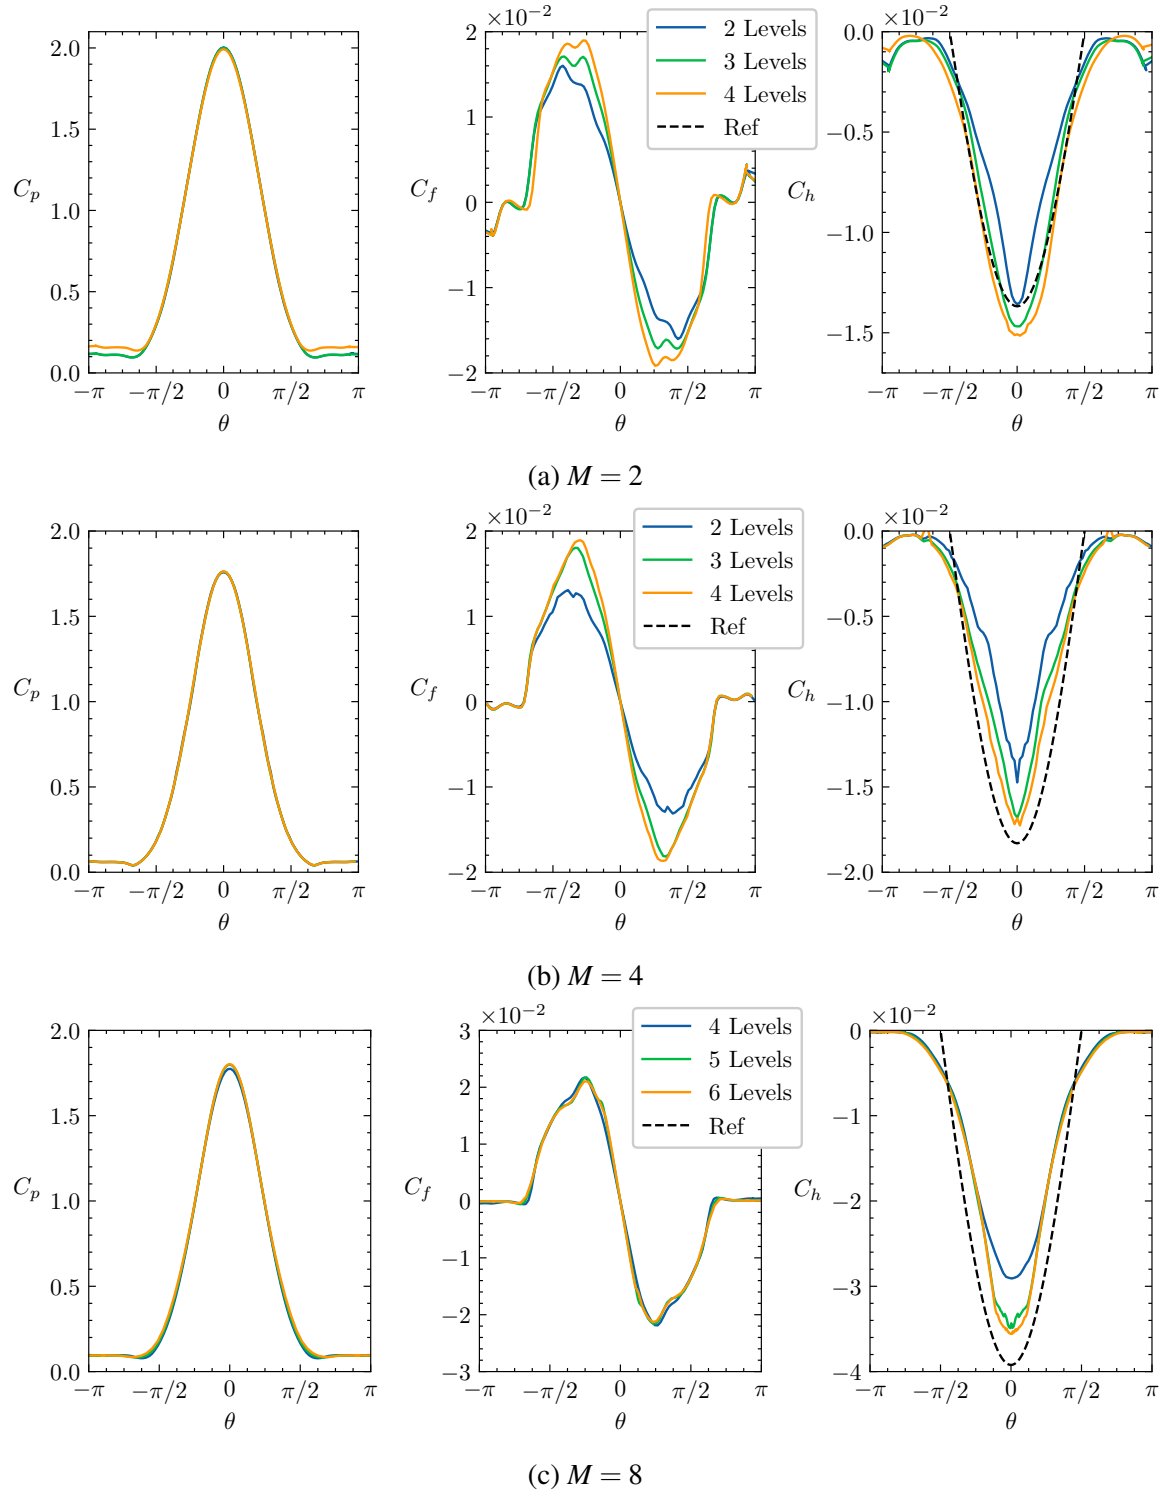 ×10⁻² ×10⁻²
2.0 2 0.0
2 Levels
3 Levels
4 Levels
Ref
1.5 1 −0.5
C_p 1.0 C_f 0 C_h −1.0
0.5 −1 −1.5
0.0 −2
−π −π/2 0 π/2 π −π −π/2 0 π/2 π −π −π/2 0 π/2 π
θ θ θ
(a) M = 2
×10⁻² ×10⁻²
2.0 2 0.0
2 Levels
3 Levels
4 Levels
Ref
1.5 1 −0.5
C_p 1.0 C_f 0 C_h −1.0
0.5 −1 −1.5
0.0 −2 −2.0
−π −π/2 0 π/2 π −π −π/2 0 π/2 π −π −π/2 0 π/2 π
θ θ θ
(b) M = 4
×10⁻² ×10⁻²
2.0 3 0
4 Levels
5 Levels
6 Levels
Ref
1.5 2 −1
1
C_p 1.0 C_f 0 C_h −2
0.5 −1 −3
−2
0.0 −3 −4
−π −π/2 0 π/2 π −π −π/2 0 π/2 π −π −π/2 0 π/2 π
θ θ θ
(c) M = 8